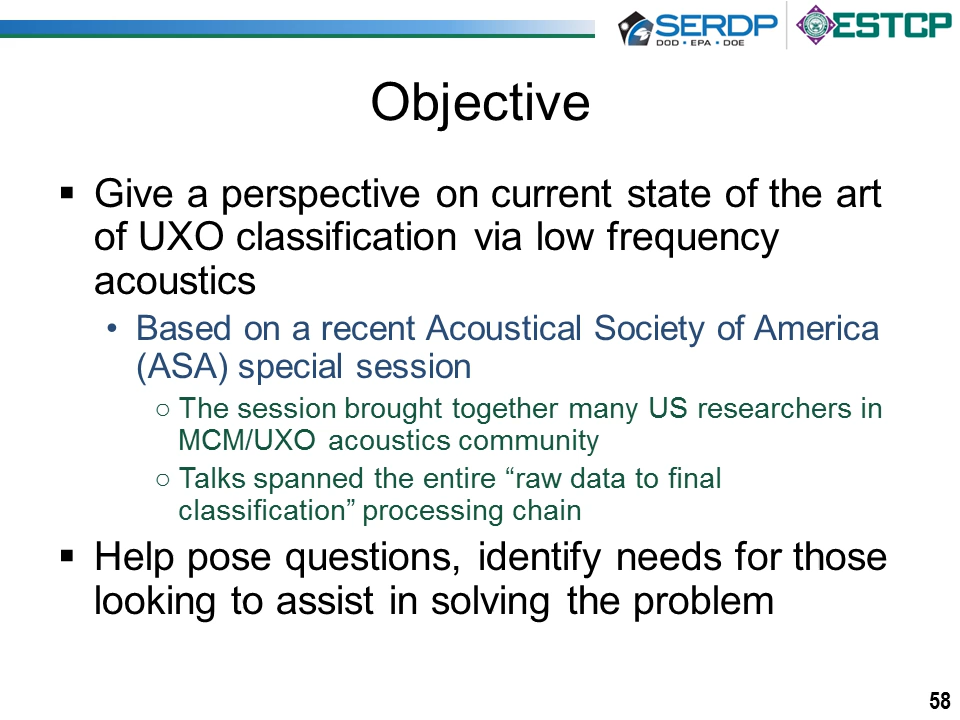 SERDP
DOD • EPA • DOE
ESTCP
Objective
▪ Give a perspective on current state of the art
of UXO classification via low frequency
acoustics
• Based on a recent Acoustical Society of America
(ASA) special session
○ The session brought together many US researchers in
MCM/UXO acoustics community
○ Talks spanned the entire “raw data to final
classification” processing chain
▪ Help pose questions, identify needs for those
looking to assist in solving the problem
58